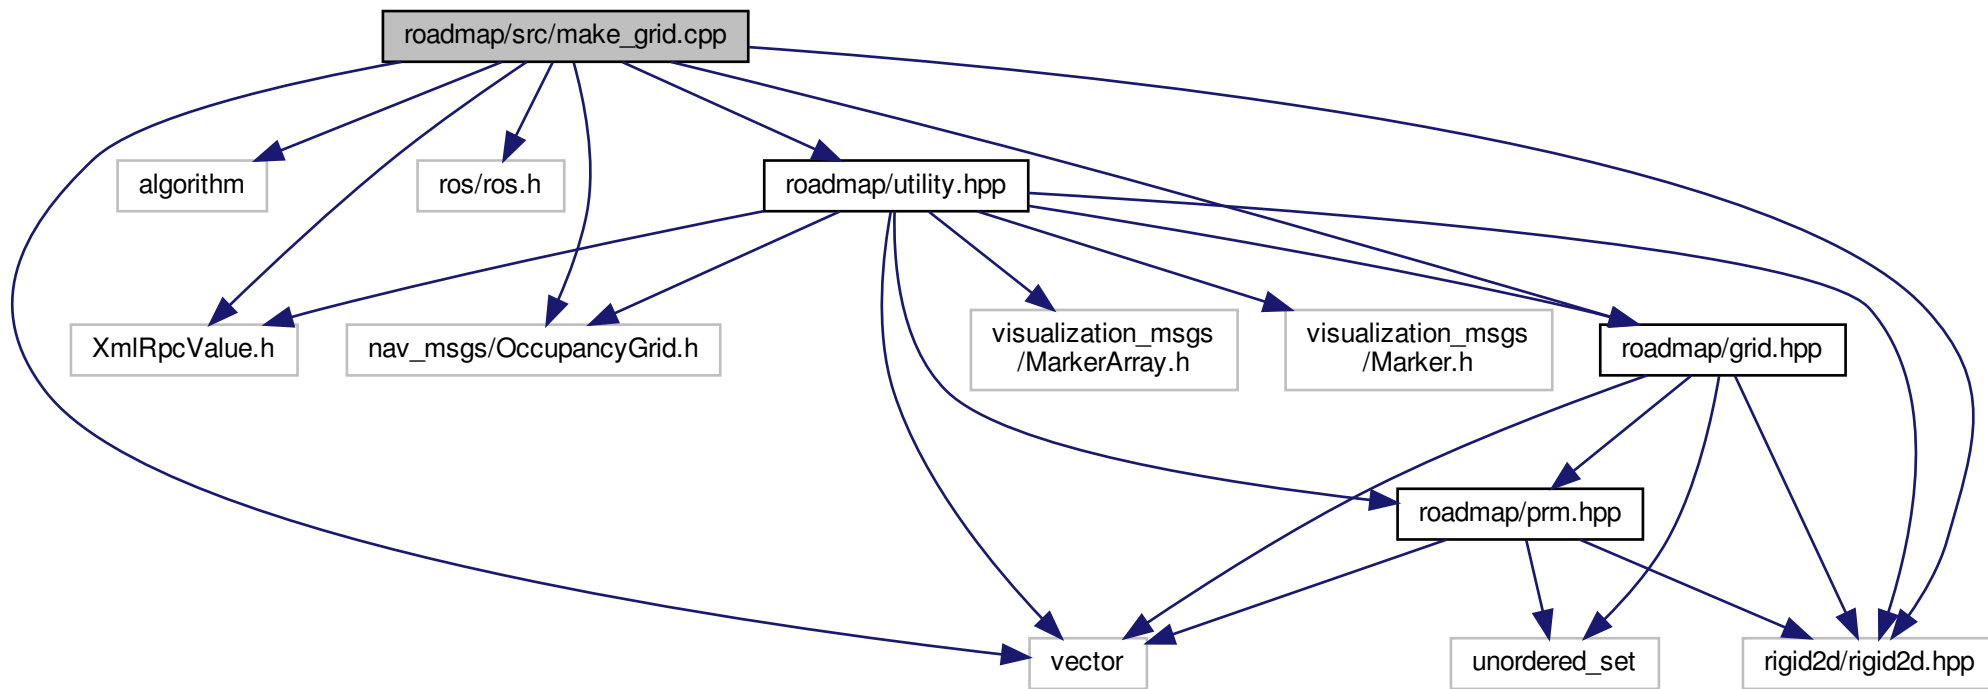 roadmap/src/make_grid.cpp
algorithm
ros/ros.h
roadmap/utility.hpp
XmlRpcValue.h
nav_msgs/OccupancyGrid.h
visualization_msgs
/MarkerArray.h
visualization_msgs
/Marker.h
roadmap/grid.hpp
roadmap/prm.hpp
vector
unordered_set
rigid2d/rigid2d.hpp